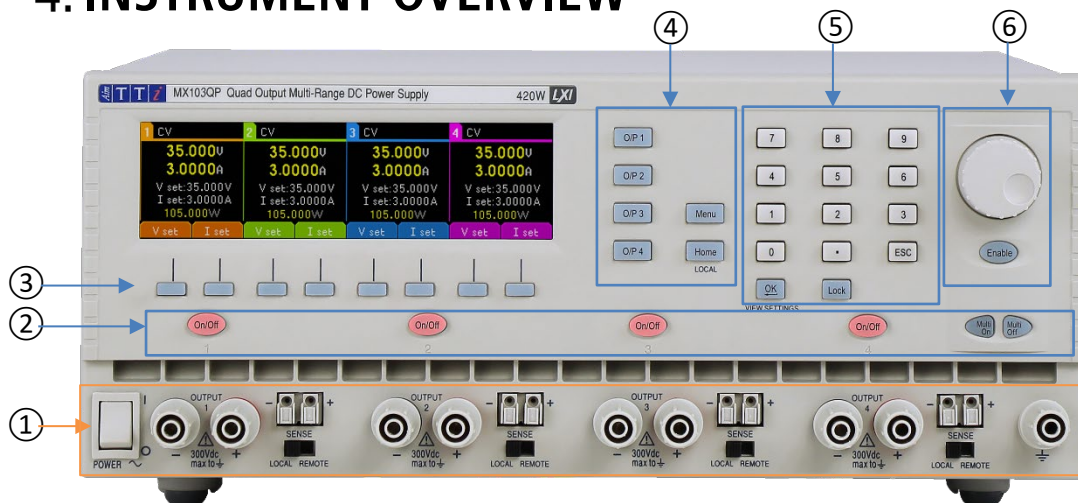 4. INSTRUMENT OVERVIEW
④ ⑤ ⑥
Aim TTi MX103QP Quad Output Multi-Range DC Power Supply 420W LXI
1 CV 2 CV 3 CV 4 CV
35.000V 35.000V 35.000V 35.000V
3.0000A 3.0000A 3.0000A 3.0000A
V set:35.000V V set:35.000V V set:35.000V V set:35.000V
I set:3.0000A I set:3.0000A I set:3.0000A I set:3.0000A
105.000W 105.000W 105.000W 105.000W
V set I set V set I set V set I set V set I set
O/P 1
O/P 2
O/P 3 Menu
O/P 4 Home
LOCAL
7 8 9
4 5 6
1 2 3
0 . ESC
OK Lock
VIEW SETTINGS
Enable
③
②
On/Off On/Off On/Off On/Off Multi On Multi Off
1 2 3 4
①
I
O
POWER
OUTPUT 1 - + 300Vdc max to - + SENSE LOCAL REMOTE
OUTPUT 2 - + 300Vdc max to - + SENSE LOCAL REMOTE
OUTPUT 3 - + 300Vdc max to - + SENSE LOCAL REMOTE
OUTPUT 4 - + 300Vdc max to - + SENSE LOCAL REMOTE